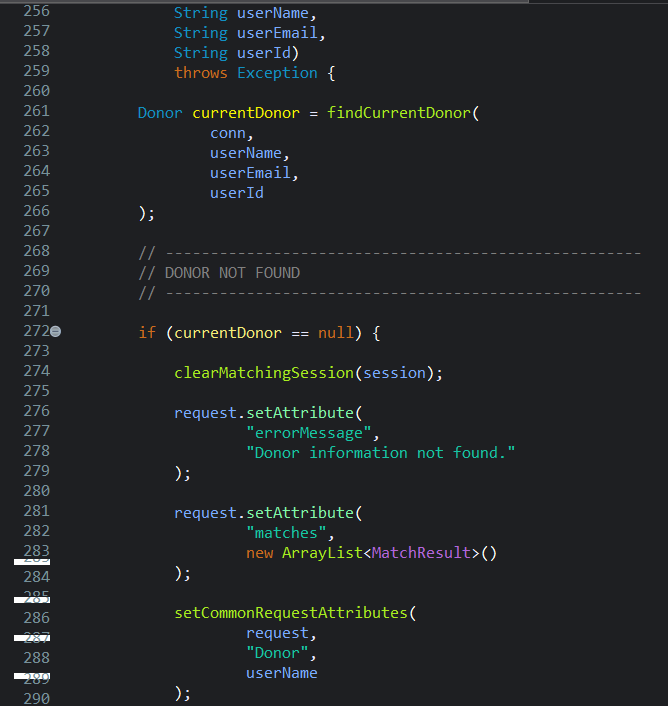 256 String userName,
257 String userEmail,
258 String userId)
259 throws Exception {
260
261 Donor currentDonor = findCurrentDonor(
262 conn,
263 userName,
264 userEmail,
265 userId
266 );
267
268 // -----------------------------------------------------
269 // DONOR NOT FOUND
270 // -----------------------------------------------------
271
272 if (currentDonor == null) {
273
274 clearMatchingSession(session);
275
276 request.setAttribute(
277 "errorMessage",
278 "Donor information not found."
279 );
280
281 request.setAttribute(
282 "matches",
283 new ArrayList<MatchResult>()
284 );
285
286 setCommonRequestAttributes(
287 request,
288 "Donor",
289 userName
290 );